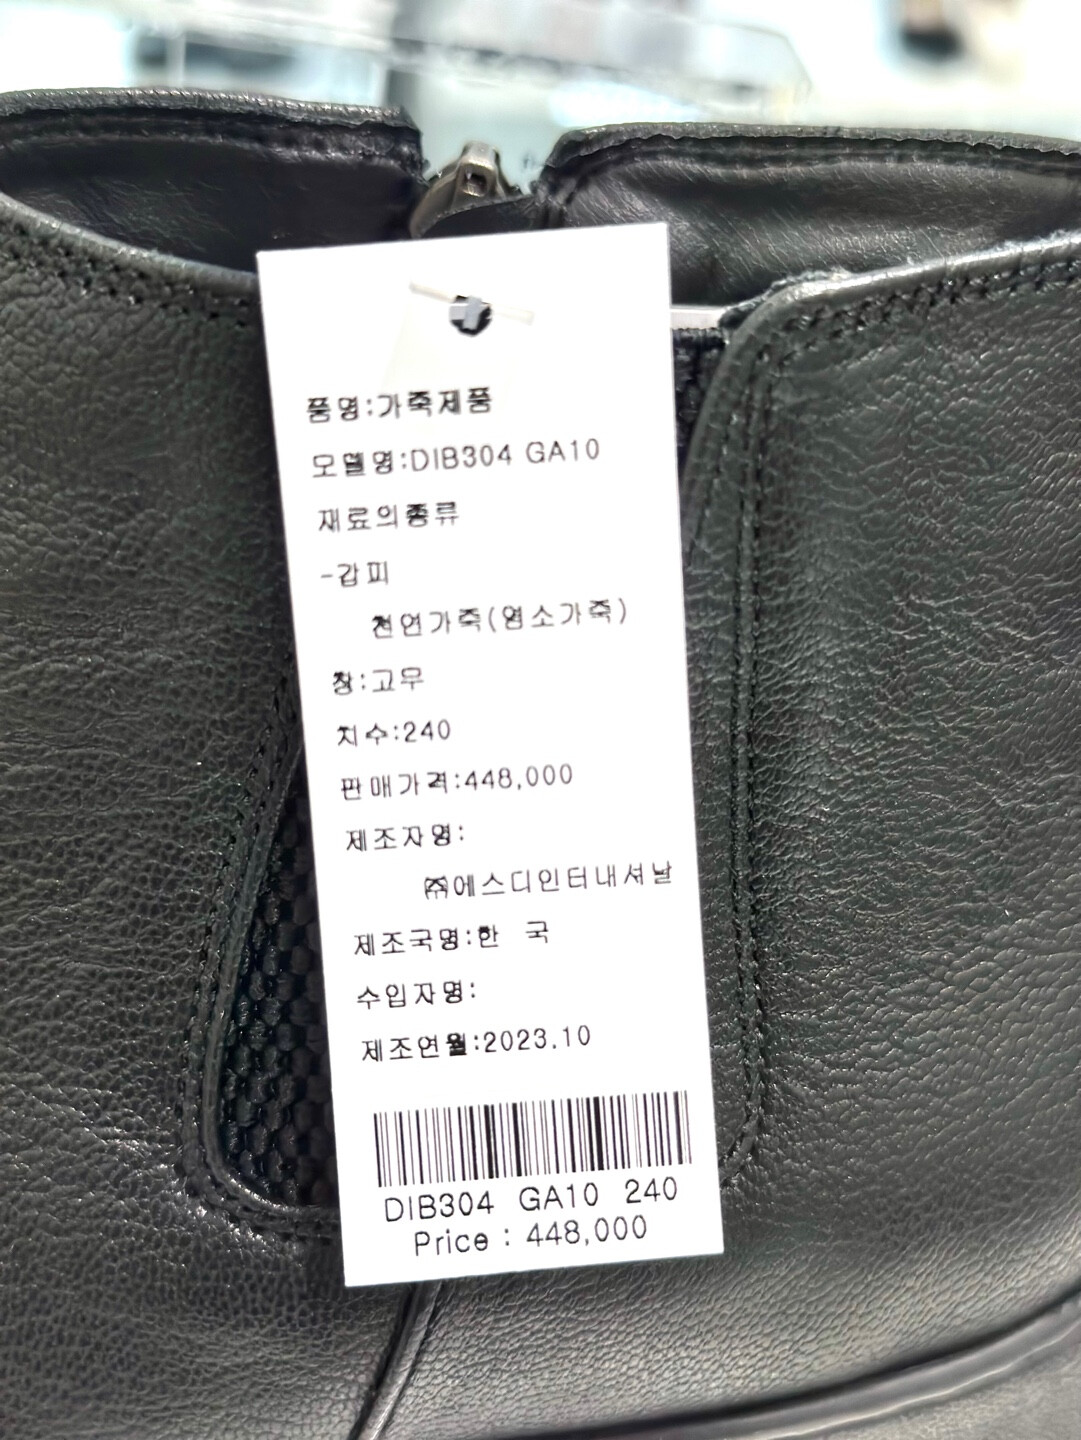 품명:가죽제품
모델명:DIB304 GA10
재료의종류
-갑피
천연가죽(염소가죽)
창:고무
치수:240
판매가격:448,000
제조자명:
㈜에스디인터내셔날
제조국명:한 국
수입자명:
제조연월:2023.10
DIB304 GA10 240
Price : 448,000